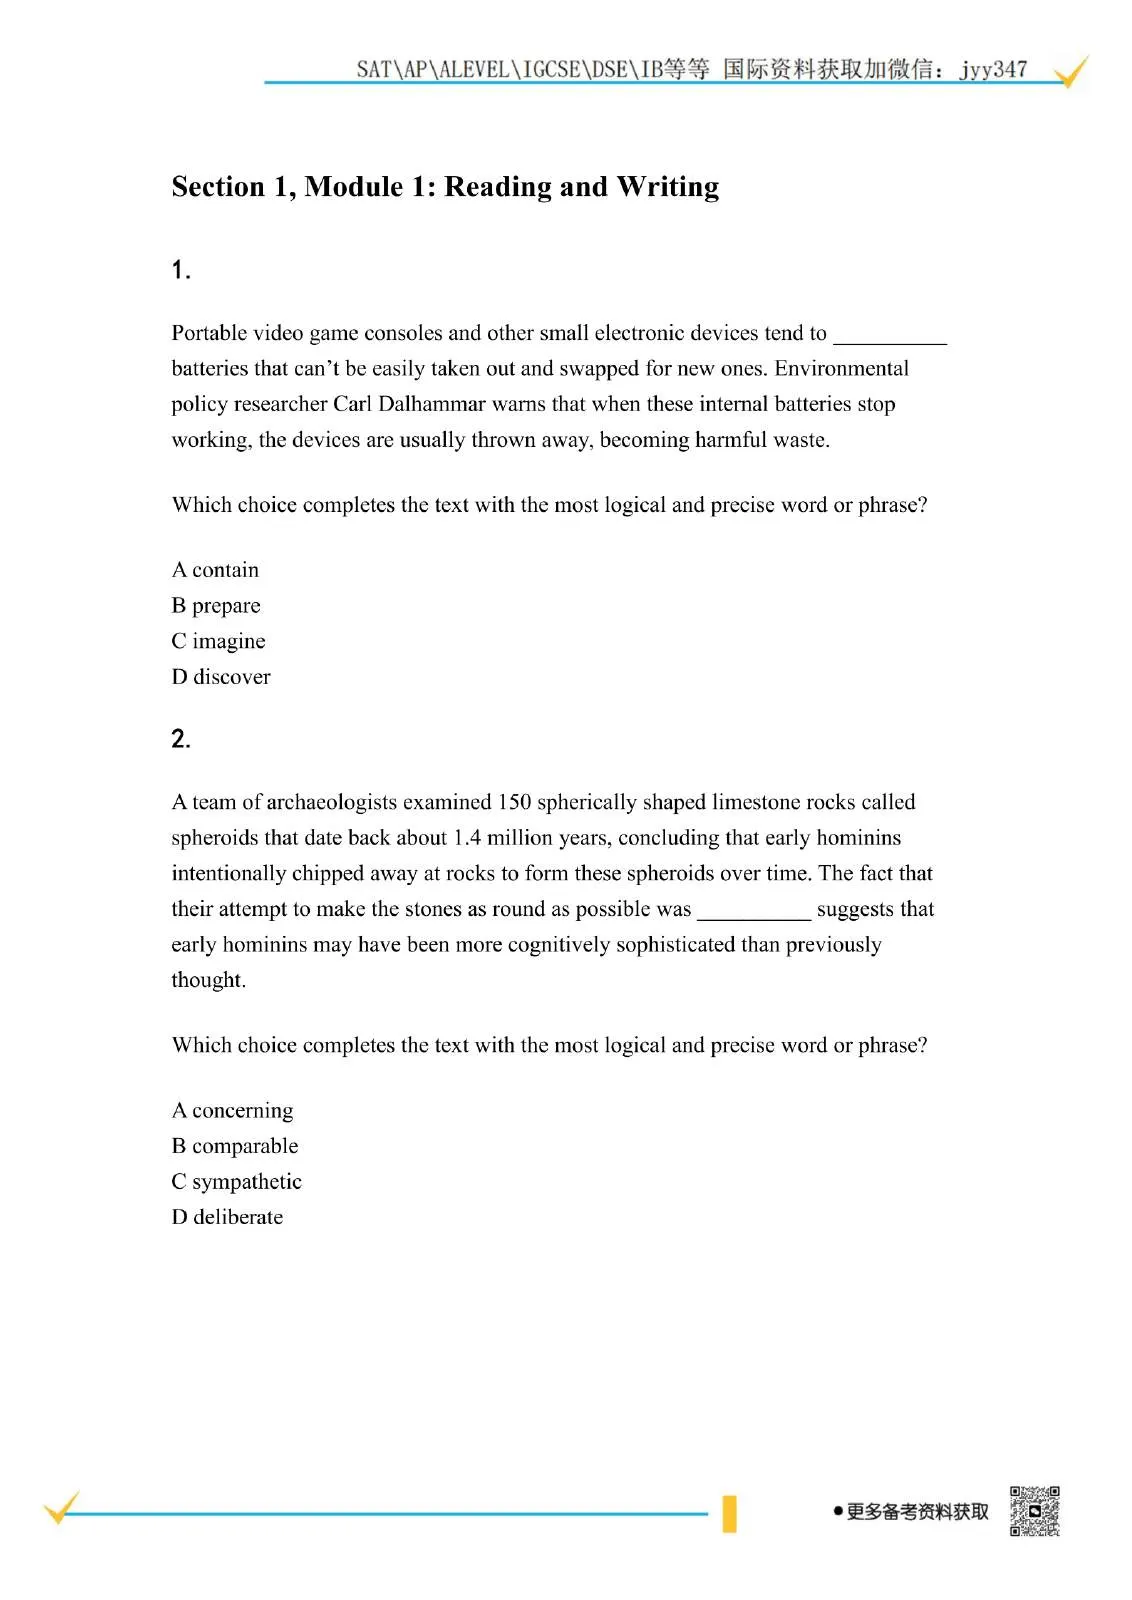 SAT\AP\ALEVEL\IGCSE\DSE\IB等等 国际资料获取加微信: jyy347
Section 1, Module 1: Reading and Writing
1.
Portable video game consoles and other small electronic devices tend to __________
batteries that can’t be easily taken out and swapped for new ones. Environmental
policy researcher Carl Dalhammar warns that when these internal batteries stop
working, the devices are usually thrown away, becoming harmful waste.
Which choice completes the text with the most logical and precise word or phrase?
A contain
B prepare
C imagine
D discover
2.
A team of archaeologists examined 150 spherically shaped limestone rocks called
spheroids that date back about 1.4 million years, concluding that early hominins
intentionally chipped away at rocks to form these spheroids over time. The fact that
their attempt to make the stones as round as possible was __________ suggests that
early hominins may have been more cognitively sophisticated than previously
thought.
Which choice completes the text with the most logical and precise word or phrase?
A concerning
B comparable
C sympathetic
D deliberate
●更多备考资料获取